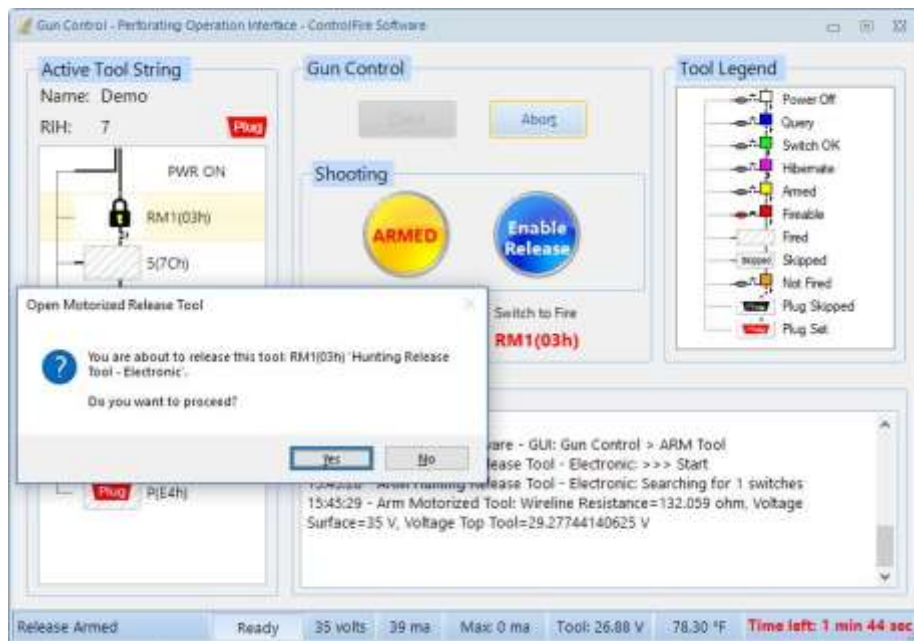 Gun Control - Perforating Operation Interface - ControlFire Software
Active Tool String
Name: Demo
RIH: 7
Plug
PWR ON
RM1(03h)
5(7Ch)
Gun Control
Abort
Shooting
ARMED
Enable
Release
Switch to Fire
RM1(03h)
Tool Legend
Power Off
Query
Switch OK
Hibernate
Armed
Fireable
Fired
Skipped
Skipped
Not Fired
Plug Skipped
Plug Set
Open Motorized Release Tool
You are about to release this tool: RM1(03h) 'Hunting Release
Tool - Electronic'.
Do you want to proceed?
Yes
No
Plug
P(E4h)
ware - GUI: Gun Control > ARM Tool
lease Tool - Electronic: >>> Start
Release Tool - Electronic: Searching for 1 switches
15:45:29 - Arm Motorized Tool: Wireline Resistance=132.059 ohm, Voltage
Surface=35 V, Voltage Top Tool=29.27744140625 V
Release Armed
Ready
35 volts
39 ma
Max: 0 ma
Tool: 26.88 V
78.30 °F
Time left: 1 min 44 sec